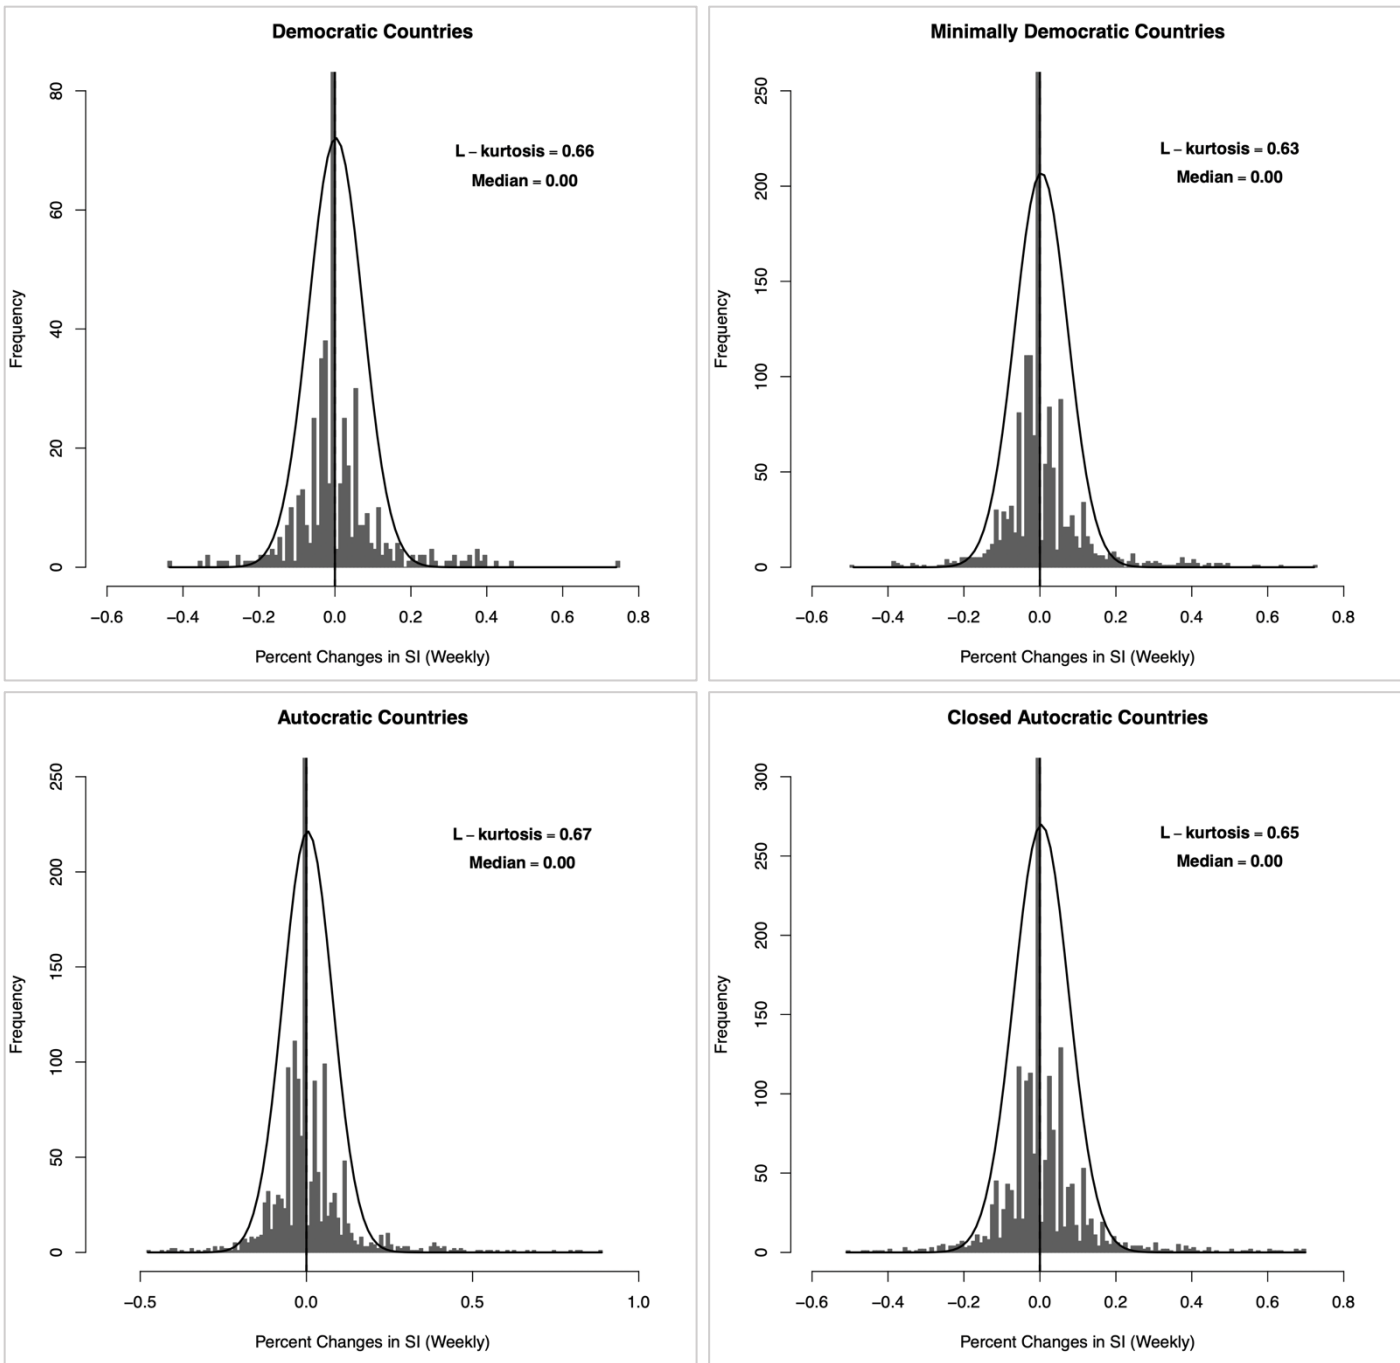 Democratic Countries
80
60
40
20
0
Frequency
L – kurtosis = 0.66
Median = 0.00
−0.6 −0.4 −0.2 0.0 0.2 0.4 0.6 0.8
Percent Changes in SI (Weekly)
Minimally Democratic Countries
250
200
150
100
50
0
Frequency
L – kurtosis = 0.63
Median = 0.00
−0.6 −0.4 −0.2 0.0 0.2 0.4 0.6 0.8
Percent Changes in SI (Weekly)
Autocratic Countries
250
200
150
100
50
0
Frequency
L – kurtosis = 0.67
Median = 0.00
−0.5 0.0 0.5 1.0
Percent Changes in SI (Weekly)
Closed Autocratic Countries
300
250
200
150
100
50
0
Frequency
L – kurtosis = 0.65
Median = 0.00
−0.6 −0.4 −0.2 0.0 0.2 0.4 0.6 0.8
Percent Changes in SI (Weekly)